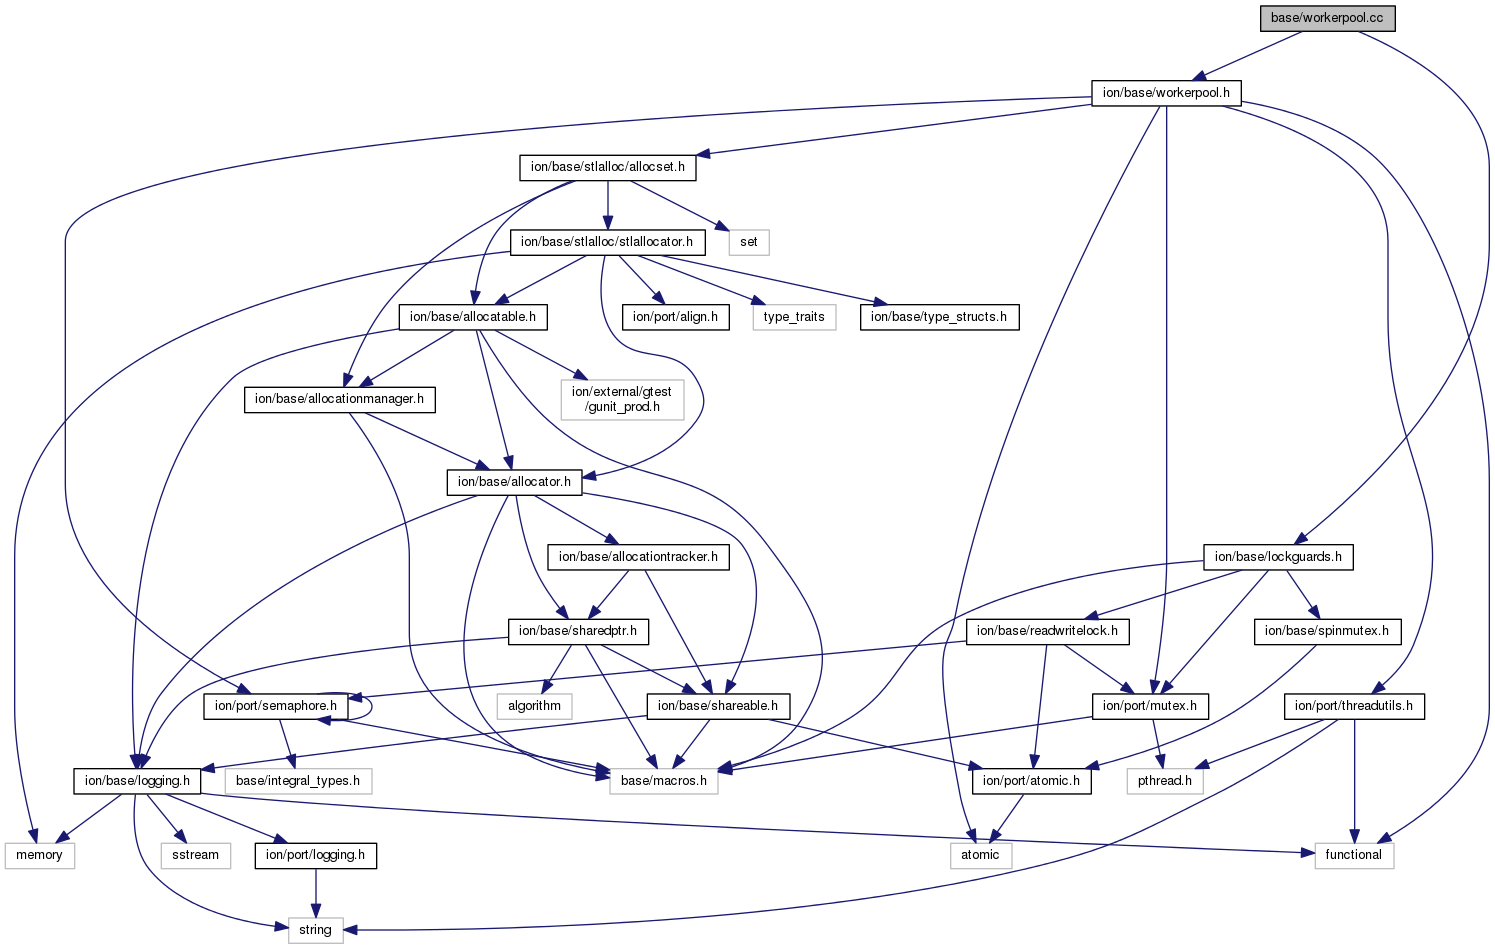 base/workerpool.cc
ion/base/workerpool.h
ion/base/stlalloc/allocset.h
ion/base/stlalloc/stlallocator.h
set
ion/base/allocatable.h
ion/port/align.h
type_traits
ion/base/type_structs.h
ion/base/allocationmanager.h
ion/external/gtest
/gunit_prod.h
ion/base/allocator.h
ion/base/allocationtracker.h
ion/base/lockguards.h
ion/base/sharedptr.h
ion/base/readwritelock.h
ion/base/spinmutex.h
ion/port/semaphore.h
algorithm
ion/base/shareable.h
ion/port/mutex.h
ion/port/threadutils.h
ion/base/logging.h
base/integral_types.h
base/macros.h
ion/port/atomic.h
pthread.h
memory
sstream
ion/port/logging.h
atomic
functional
string